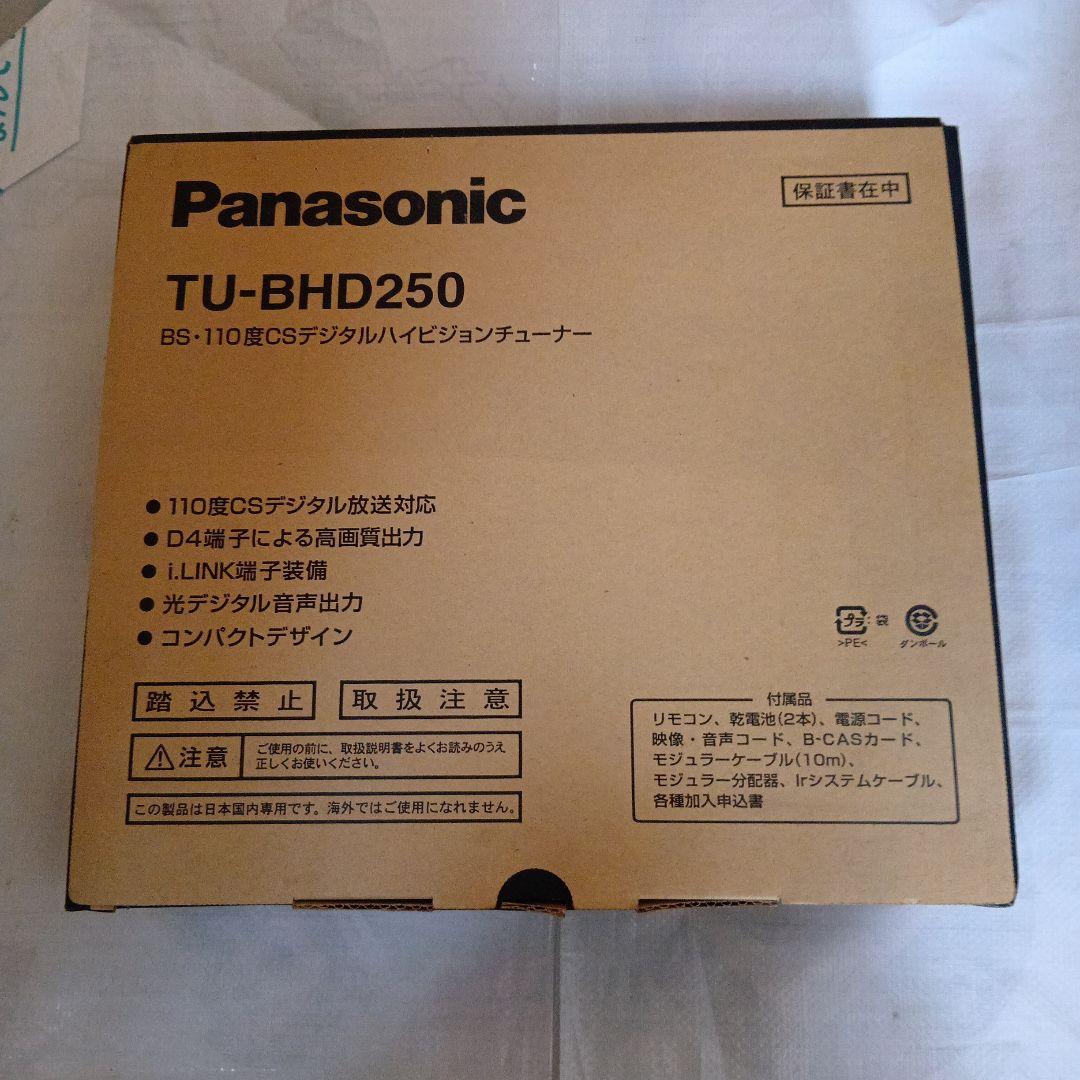 Panasonic
保証書在中
TU-BHD250
BS・110度CSデジタルハイビジョンチューナー
● 110度CSデジタル放送対応
● D4端子による高画質出力
● i.LINK端子装備
● 光デジタル音声出力
● コンパクトデザイン
プラ:袋
>PE<
ダンボール
踏込禁止
取扱注意
注意
ご使用の前に、取扱説明書をよくお読みのうえ
正しくお使いください。
この製品は日本国内専用です。海外ではご使用になれません。
付属品
リモコン、乾電池(2本)、電源コード、
映像・音声コード、B-CASカード、
モジュラーケーブル(10m)、
モジュラー分配器、Irシステムケーブル、
各種加入申込書